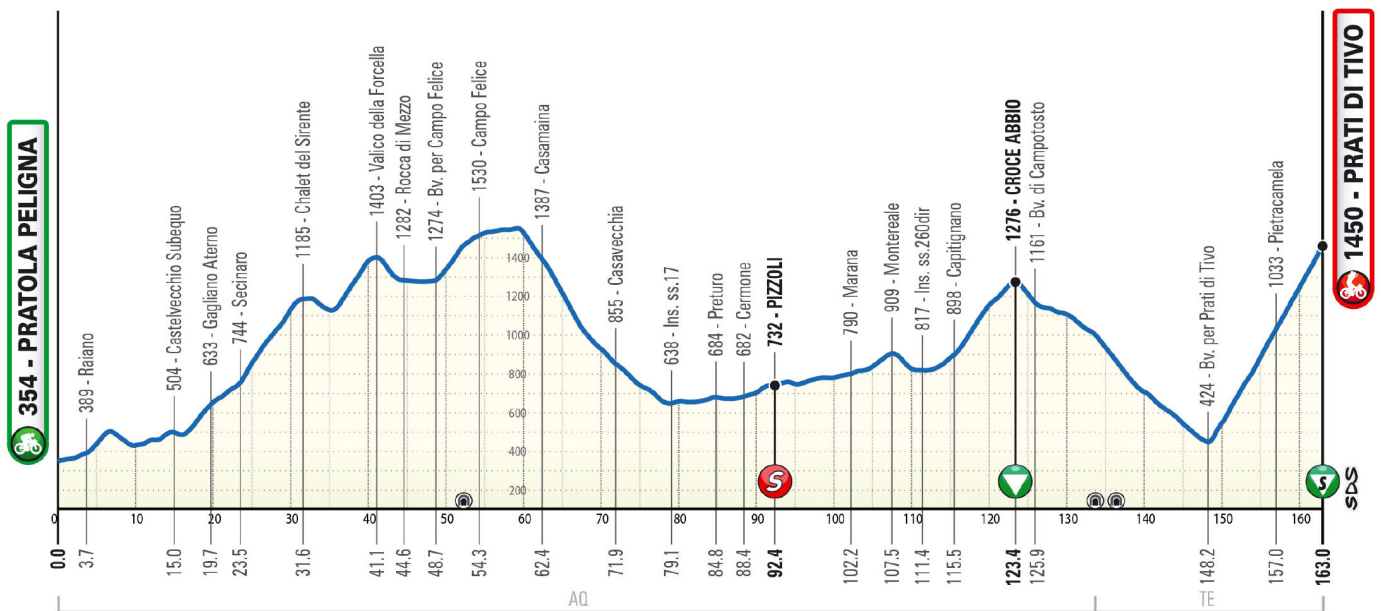 354 - PRATOLA PELIGNA
389 - Raiano
504 - Castelvecchio Subequo
633 - Gagliano Aterno
744 - Secinaro
1185 - Chalet del Sirente
1403 - Valico della Forcella
1282 - Rocca di Mezzo
1274 - Bv. per Campo Felice
1530 - Campo Felice
1387 - Casamaina
855 - Casavecchia
638 - Ins. ss.17
684 - Preturo
682 - Cermone
732 - PIZZOLI
790 - Marana
909 - Montereale
817 - Ins. ss.260dir
898 - Capitignano
1276 - CROCE ABBIO
1161 - Bv. di Campotosto
424 - Bv. per Prati di Tivo
1033 - Pietracamela
1450 - PRATI DI TIVO
1400
1200
1000
800
600
400
200
S
S
SDS
0 10 20 30 40 50 60 70 80 90 100 110 120 130 140 150 160
0.0 3.7 15.0 19.7 23.5 31.6 41.1 44.6 48.7 54.3 62.4 71.9 79.1 84.8 88.4 92.4 102.2 107.5 111.4 115.5 123.4 125.9 148.2 157.0 163.0
AQ TE